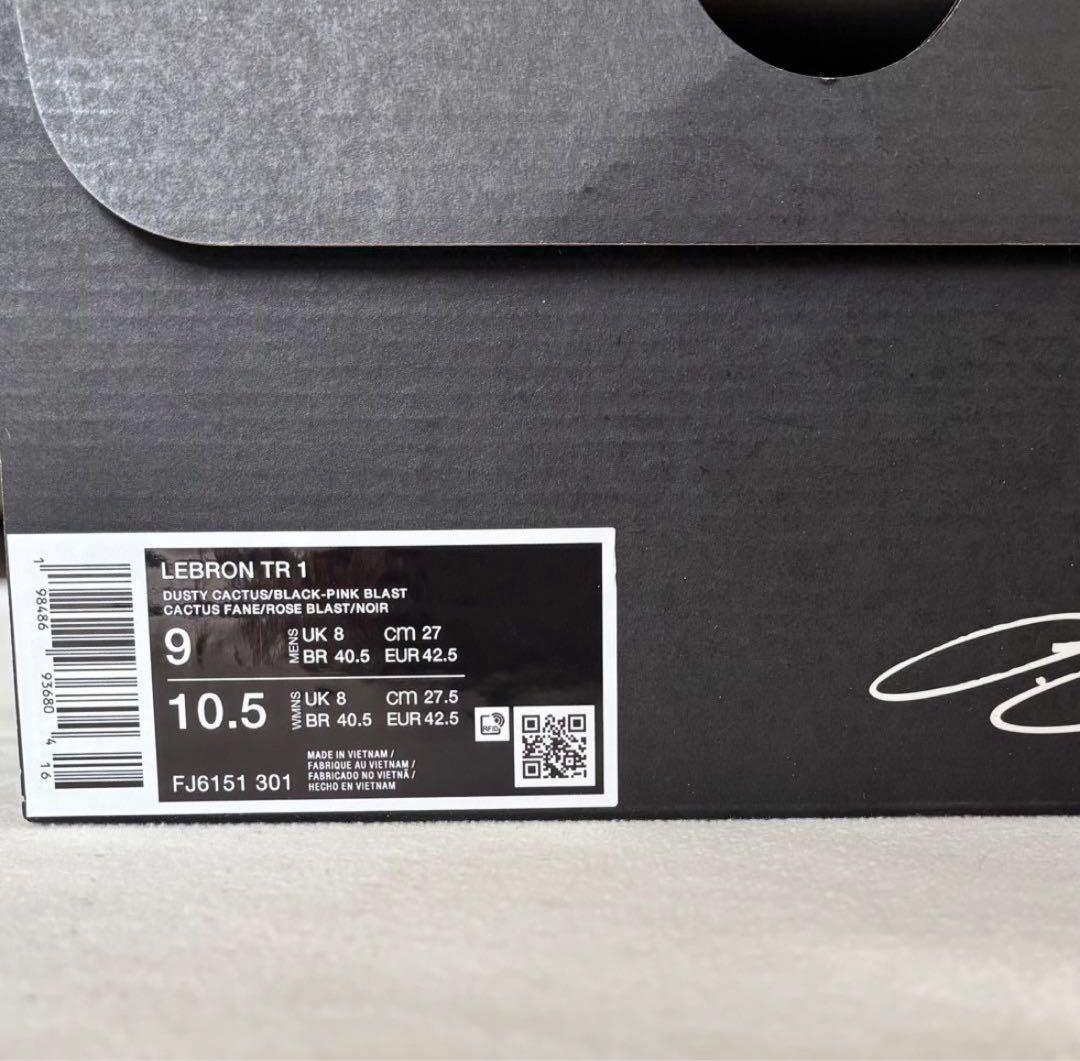 LEBRON TR 1
DUSTY CACTUS/BLACK-PINK BLAST
CACTUS FANE/ROSE BLAST/NOIR
9 MENS UK 8 cm 27
BR 40.5 EUR 42.5
10.5 WMNS UK 8 cm 27.5
BR 40.5 EUR 42.5
RFID
MADE IN VIETNAM /
FABRIQUE AU VIETNAM /
FABRICADO NO VIETNÃ /
HECHO EN VIETNAM
FJ6151 301
1 98486 93680 4 16